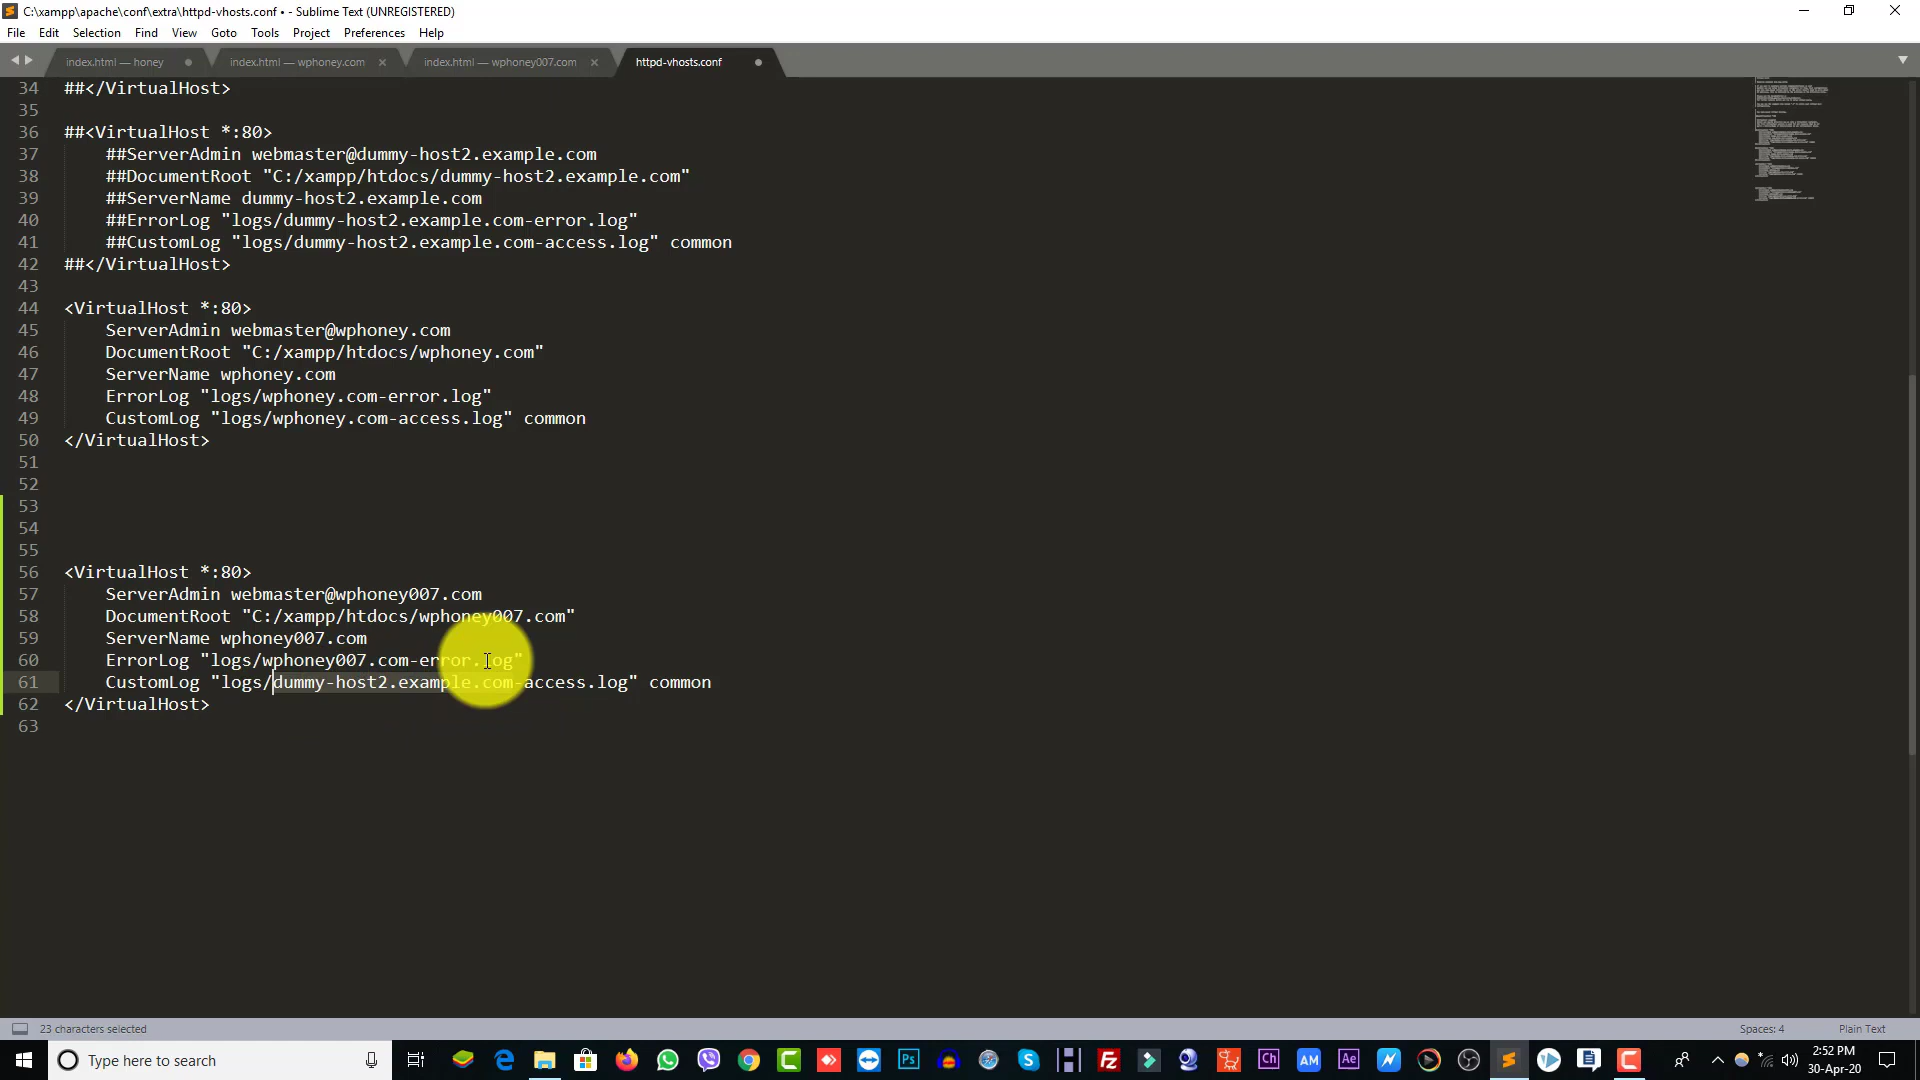 C:\xampp\apache\conf\extra\httpd-vhosts.conf • - Sublime Text (UNREGISTERED)
File Edit Selection Find View Goto Tools Project Preferences Help
index.html — honey index.html — wphoney.com index.html — wphoney007.com httpd-vhosts.conf
34 ##</VirtualHost>
35
36 ##<VirtualHost *:80>
37 ##ServerAdmin webmaster@dummy-host2.example.com
38 ##DocumentRoot "C:/xampp/htdocs/dummy-host2.example.com"
39 ##ServerName dummy-host2.example.com
40 ##ErrorLog "logs/dummy-host2.example.com-error.log"
41 ##CustomLog "logs/dummy-host2.example.com-access.log" common
42 ##</VirtualHost>
43
44 <VirtualHost *:80>
45 ServerAdmin webmaster@wphoney.com
46 DocumentRoot "C:/xampp/htdocs/wphoney.com"
47 ServerName wphoney.com
48 ErrorLog "logs/wphoney.com-error.log"
49 CustomLog "logs/wphoney.com-access.log" common
50 </VirtualHost>
51
52
53
54
55
56 <VirtualHost *:80>
57 ServerAdmin webmaster@wphoney007.com
58 DocumentRoot "C:/xampp/htdocs/wphoney007.com"
59 ServerName wphoney007.com
60 ErrorLog "logs/wphoney007.com-error.log"
61 CustomLog "logs/dummy-host2.example.com-access.log" common
62 </VirtualHost>
63
23 characters selected Spaces: 4 Plain Text
Type here to search Ps Fz Ch AM Ae 2:52 PM
30-Apr-20